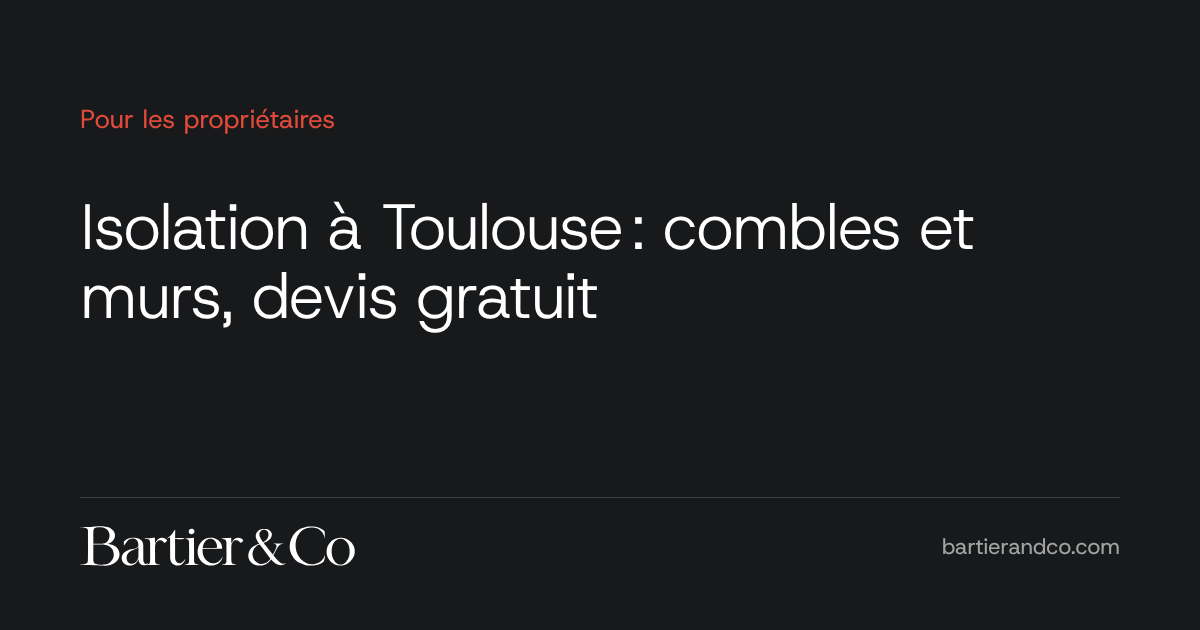 Pour les propriétaires
Isolation à Toulouse : combles et
murs, devis gratuit
Bartier & Co
bartierandco.com